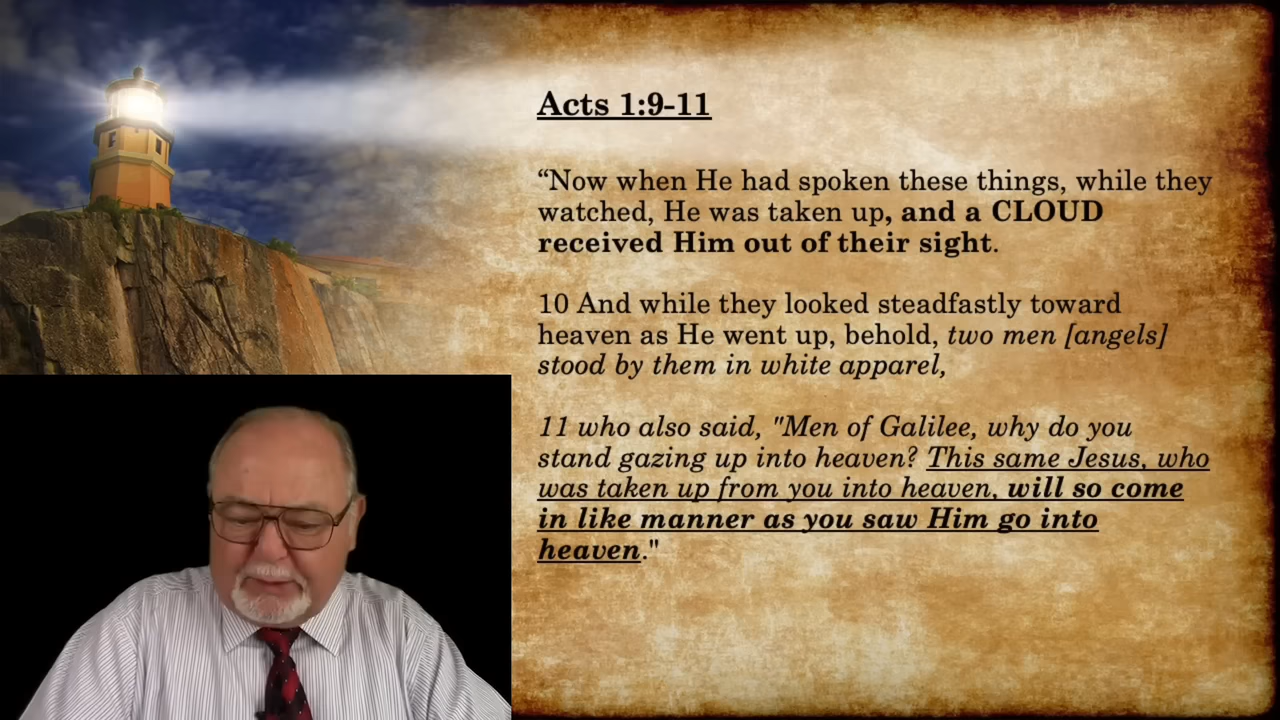 Acts 1:9-11
“Now when He had spoken these things, while they
watched, He was taken up, and a CLOUD
received Him out of their sight.
10 And while they looked steadfastly toward
heaven as He went up, behold, two men [angels]
stood by them in white apparel,
11 who also said, "Men of Galilee, why do you
stand gazing up into heaven? This same Jesus, who
was taken up from you into heaven, will so come
in like manner as you saw Him go into
heaven."